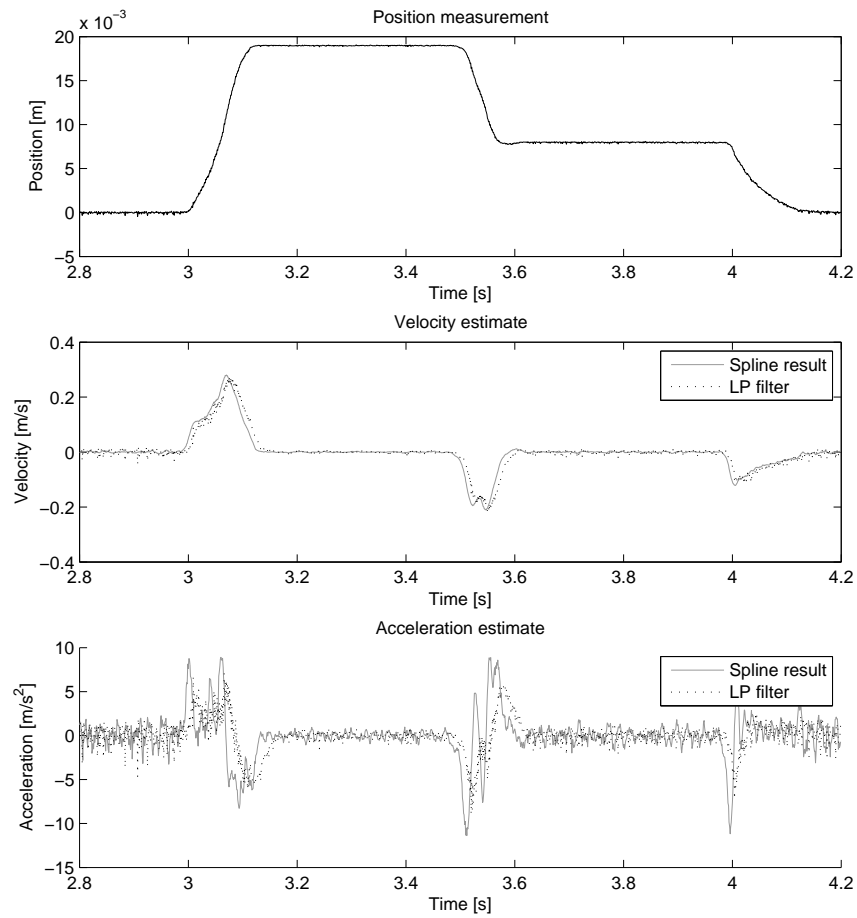 Position measurement
x 10⁻³
20
15
10
5
0
−5
Position [m]
2.8 3 3.2 3.4 3.6 3.8 4 4.2
Time [s]
Velocity estimate
0.4
0.2
0
−0.2
−0.4
Velocity [m/s]
Spline result
LP filter
2.8 3 3.2 3.4 3.6 3.8 4 4.2
Time [s]
Acceleration estimate
10
5
0
−5
−10
−15
Acceleration [m/s²]
Spline result
LP filter
2.8 3 3.2 3.4 3.6 3.8 4 4.2
Time [s]